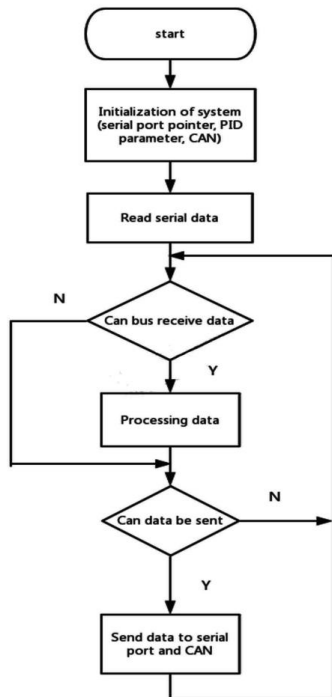 start
Initialization of system
(serial port pointer, PID
parameter, CAN)
Read serial data
N
Can bus receive data
Y
Processing data
N
Can data be sent
Y
Send data to serial
port and CAN